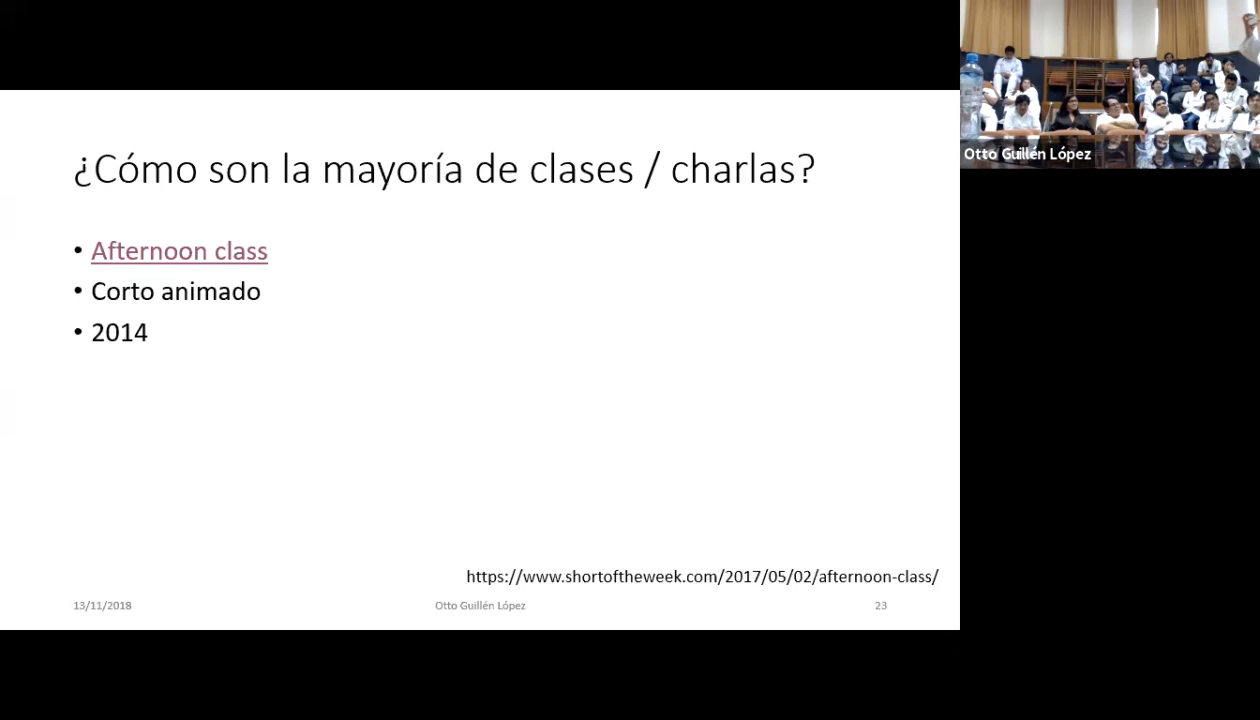 ¿Cómo son la mayoría de clases / charlas?
• Afternoon class
• Corto animado
• 2014
https://www.shortoftheweek.com/2017/05/02/afternoon-class/
13/11/2018
Otto Guillén López
23
Otto Guillén López